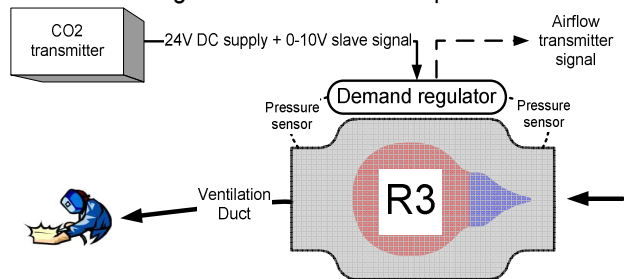 CO2
transmitter
24V DC supply + 0-10V slave signal
Airflow
transmitter
signal
Demand regulator
Pressure
sensor
Pressure
sensor
Ventilation
Duct
R3